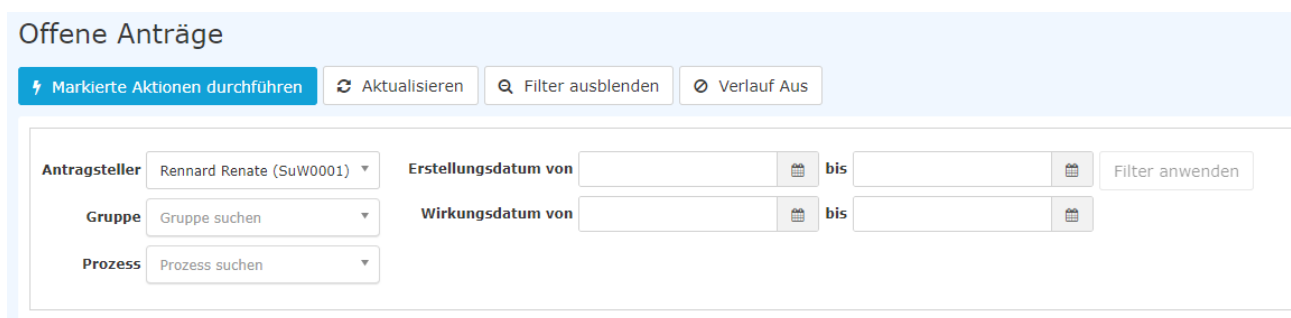 Offene Anträge
Markierte Aktionen durchführen Aktualisieren Filter ausblenden Verlauf Aus
Antragsteller Rennard Renate (SuW0001) Erstellungsdatum von bis Filter anwenden
Gruppe Gruppe suchen Wirkungsdatum von bis
Prozess Prozess suchen